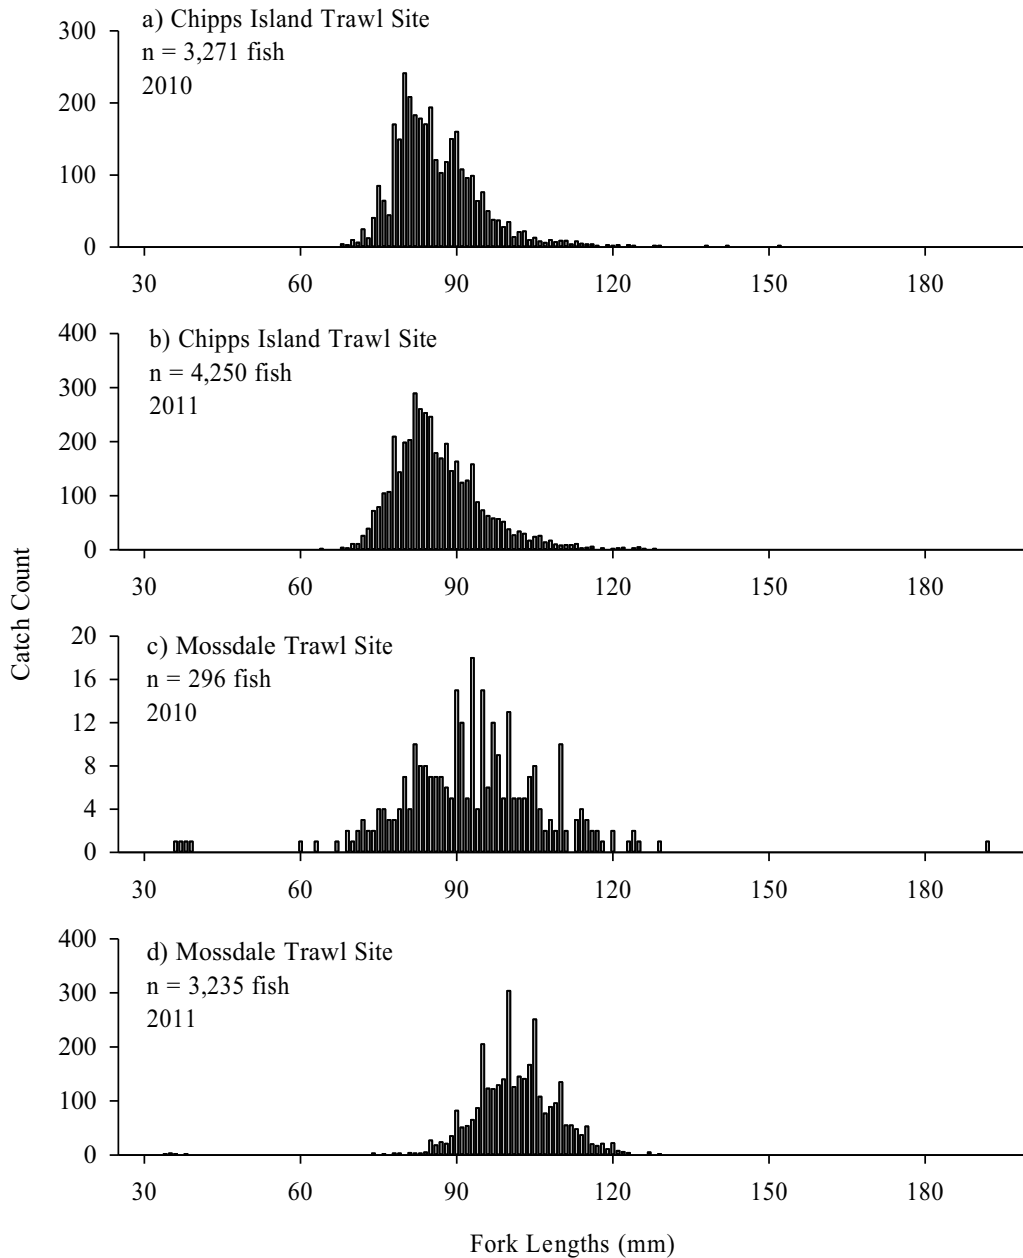 a) Chipps Island Trawl Site
n = 3,271 fish
2010
300
200
100
0
30 60 90 120 150 180
b) Chipps Island Trawl Site
n = 4,250 fish
2011
400
300
200
100
0
30 60 90 120 150 180
Catch Count
c) Mossdale Trawl Site
n = 296 fish
2010
20
16
12
8
4
0
30 60 90 120 150 180
d) Mossdale Trawl Site
n = 3,235 fish
2011
400
300
200
100
0
30 60 90 120 150 180
Fork Lengths (mm)